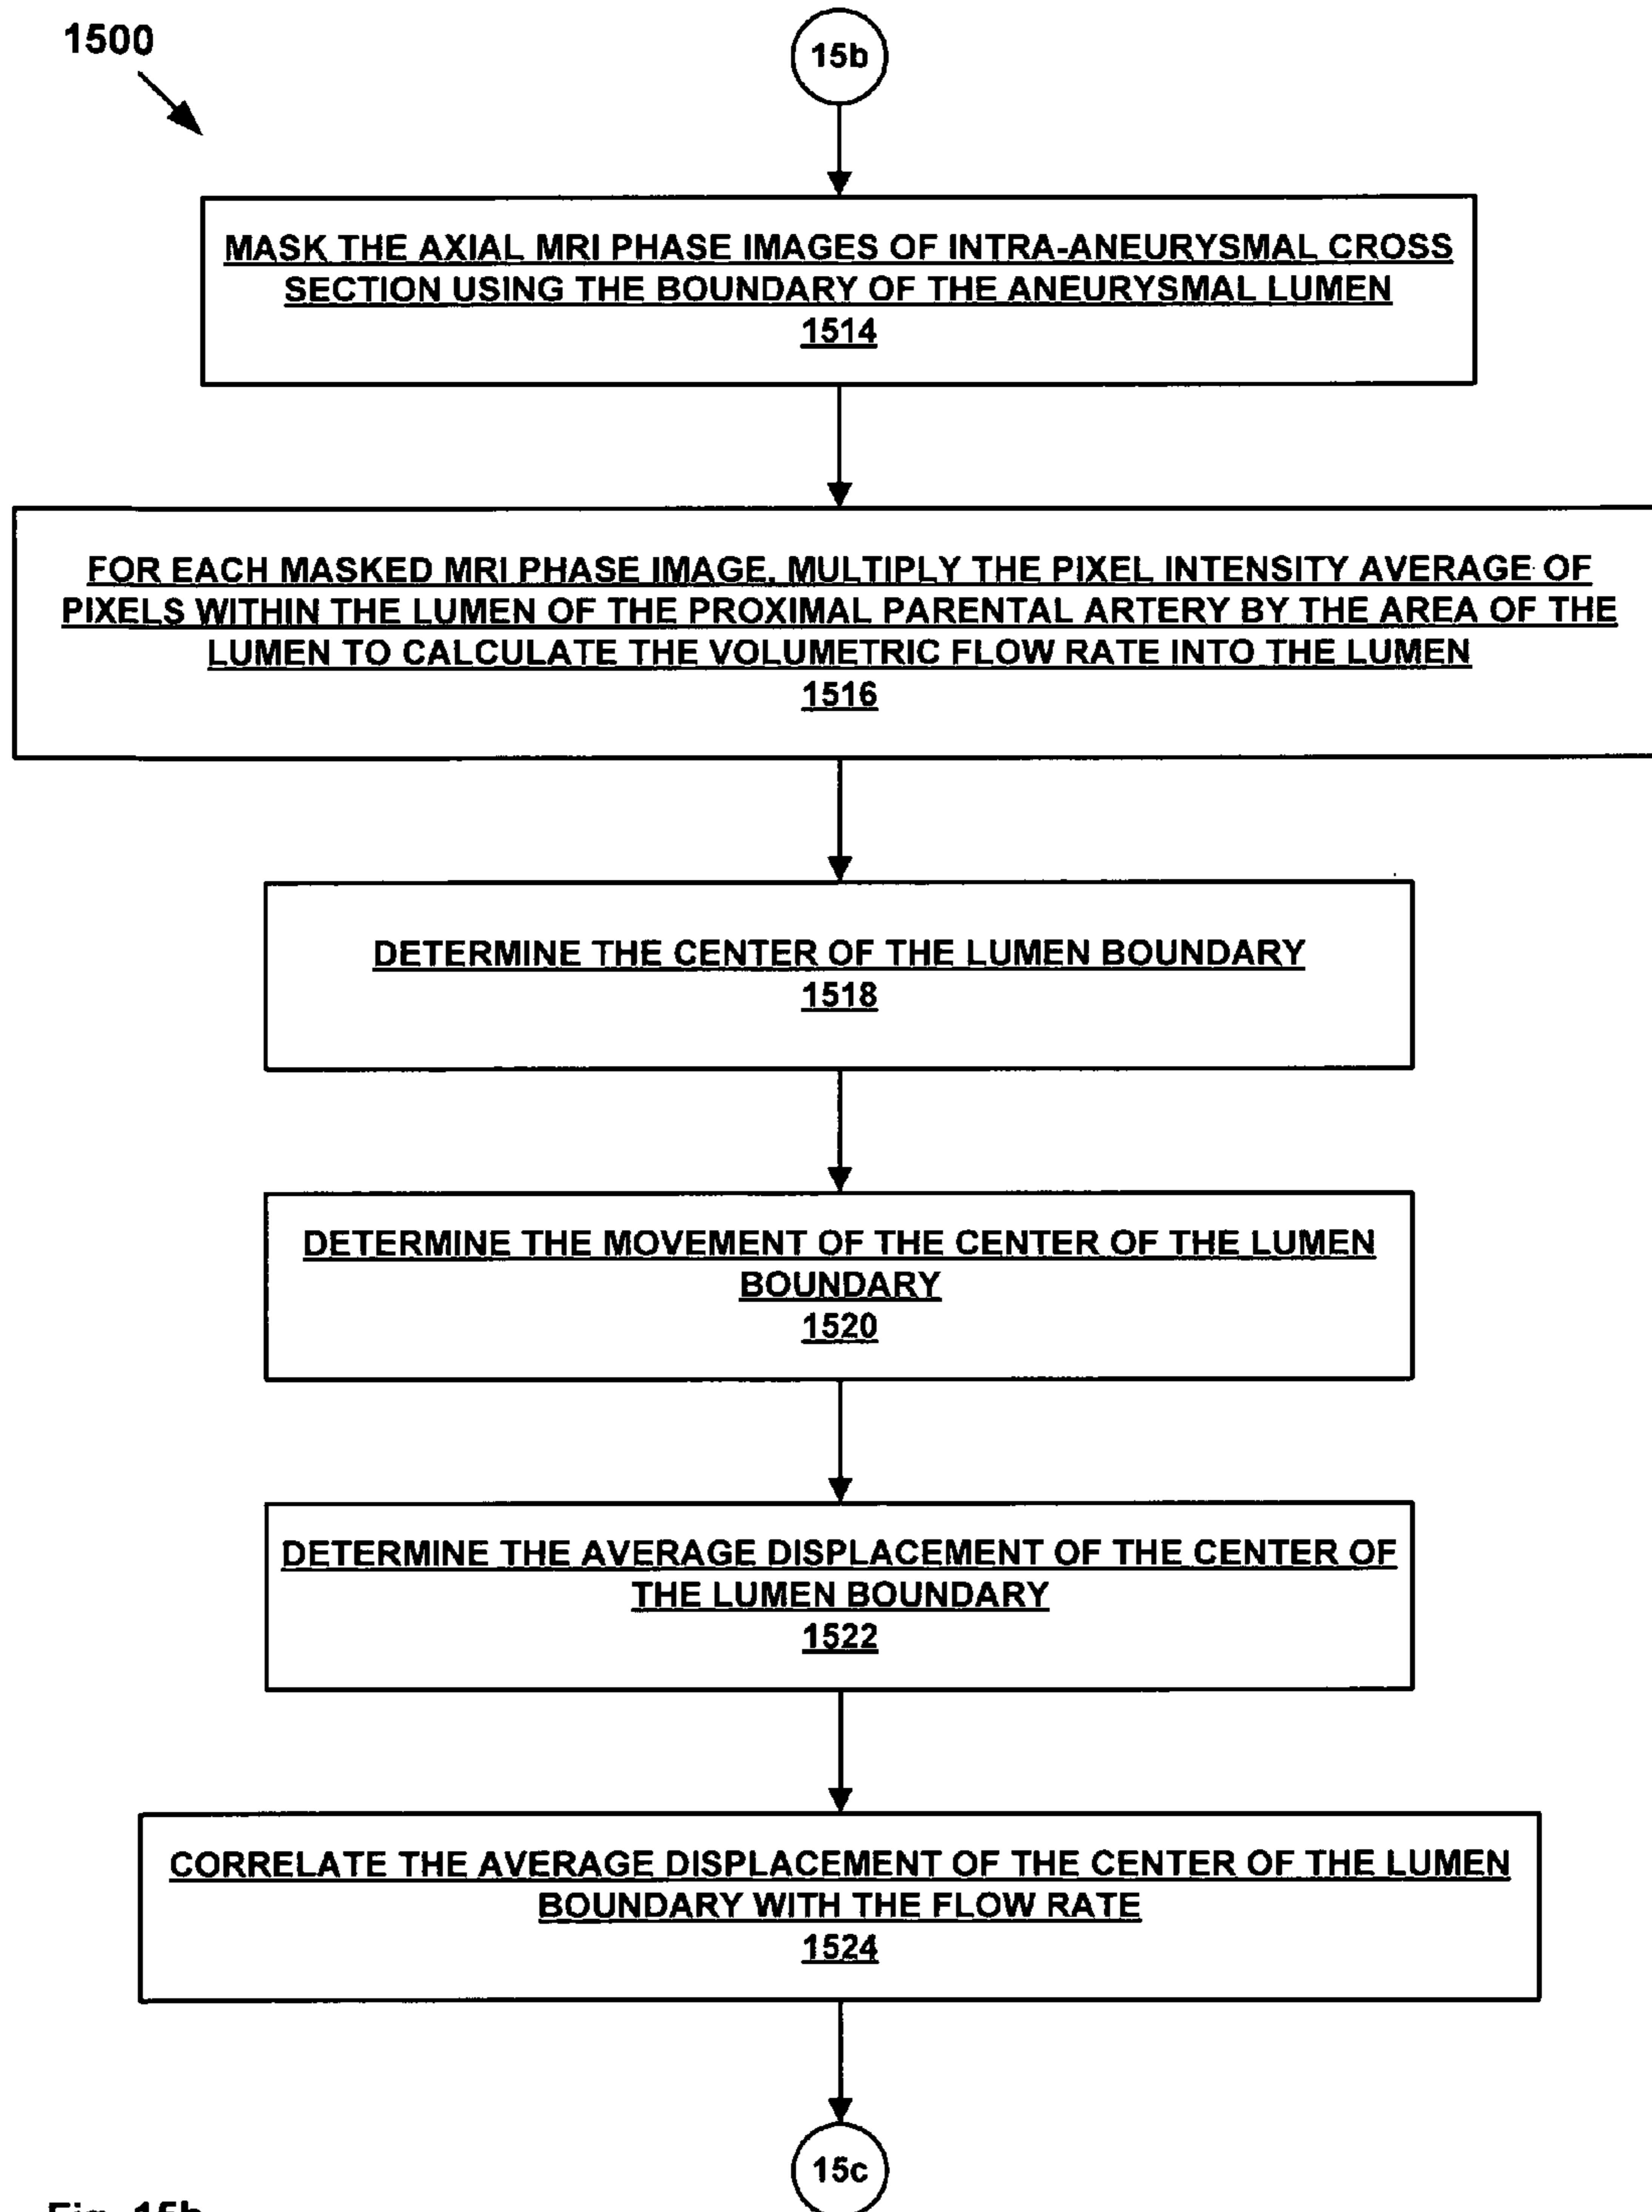 1500
15b
MASK THE AXIAL MRI PHASE IMAGES OF INTRA-ANEURYSMAL CROSS
SECTION USING THE BOUNDARY OF THE ANEURYSMAL LUMEN
1514
FOR EACH MASKED MRI PHASE IMAGE, MULTIPLY THE PIXEL INTENSITY AVERAGE OF
PIXELS WITHIN THE LUMEN OF THE PROXIMAL PARENTAL ARTERY BY THE AREA OF THE
LUMEN TO CALCULATE THE VOLUMETRIC FLOW RATE INTO THE LUMEN
1516
DETERMINE THE CENTER OF THE LUMEN BOUNDARY
1518
DETERMINE THE MOVEMENT OF THE CENTER OF THE LUMEN
BOUNDARY
1520
DETERMINE THE AVERAGE DISPLACEMENT OF THE CENTER OF
THE LUMEN BOUNDARY
1522
CORRELATE THE AVERAGE DISPLACEMENT OF THE CENTER OF THE LUMEN
BOUNDARY WITH THE FLOW RATE
1524
15c
Fig. 15b